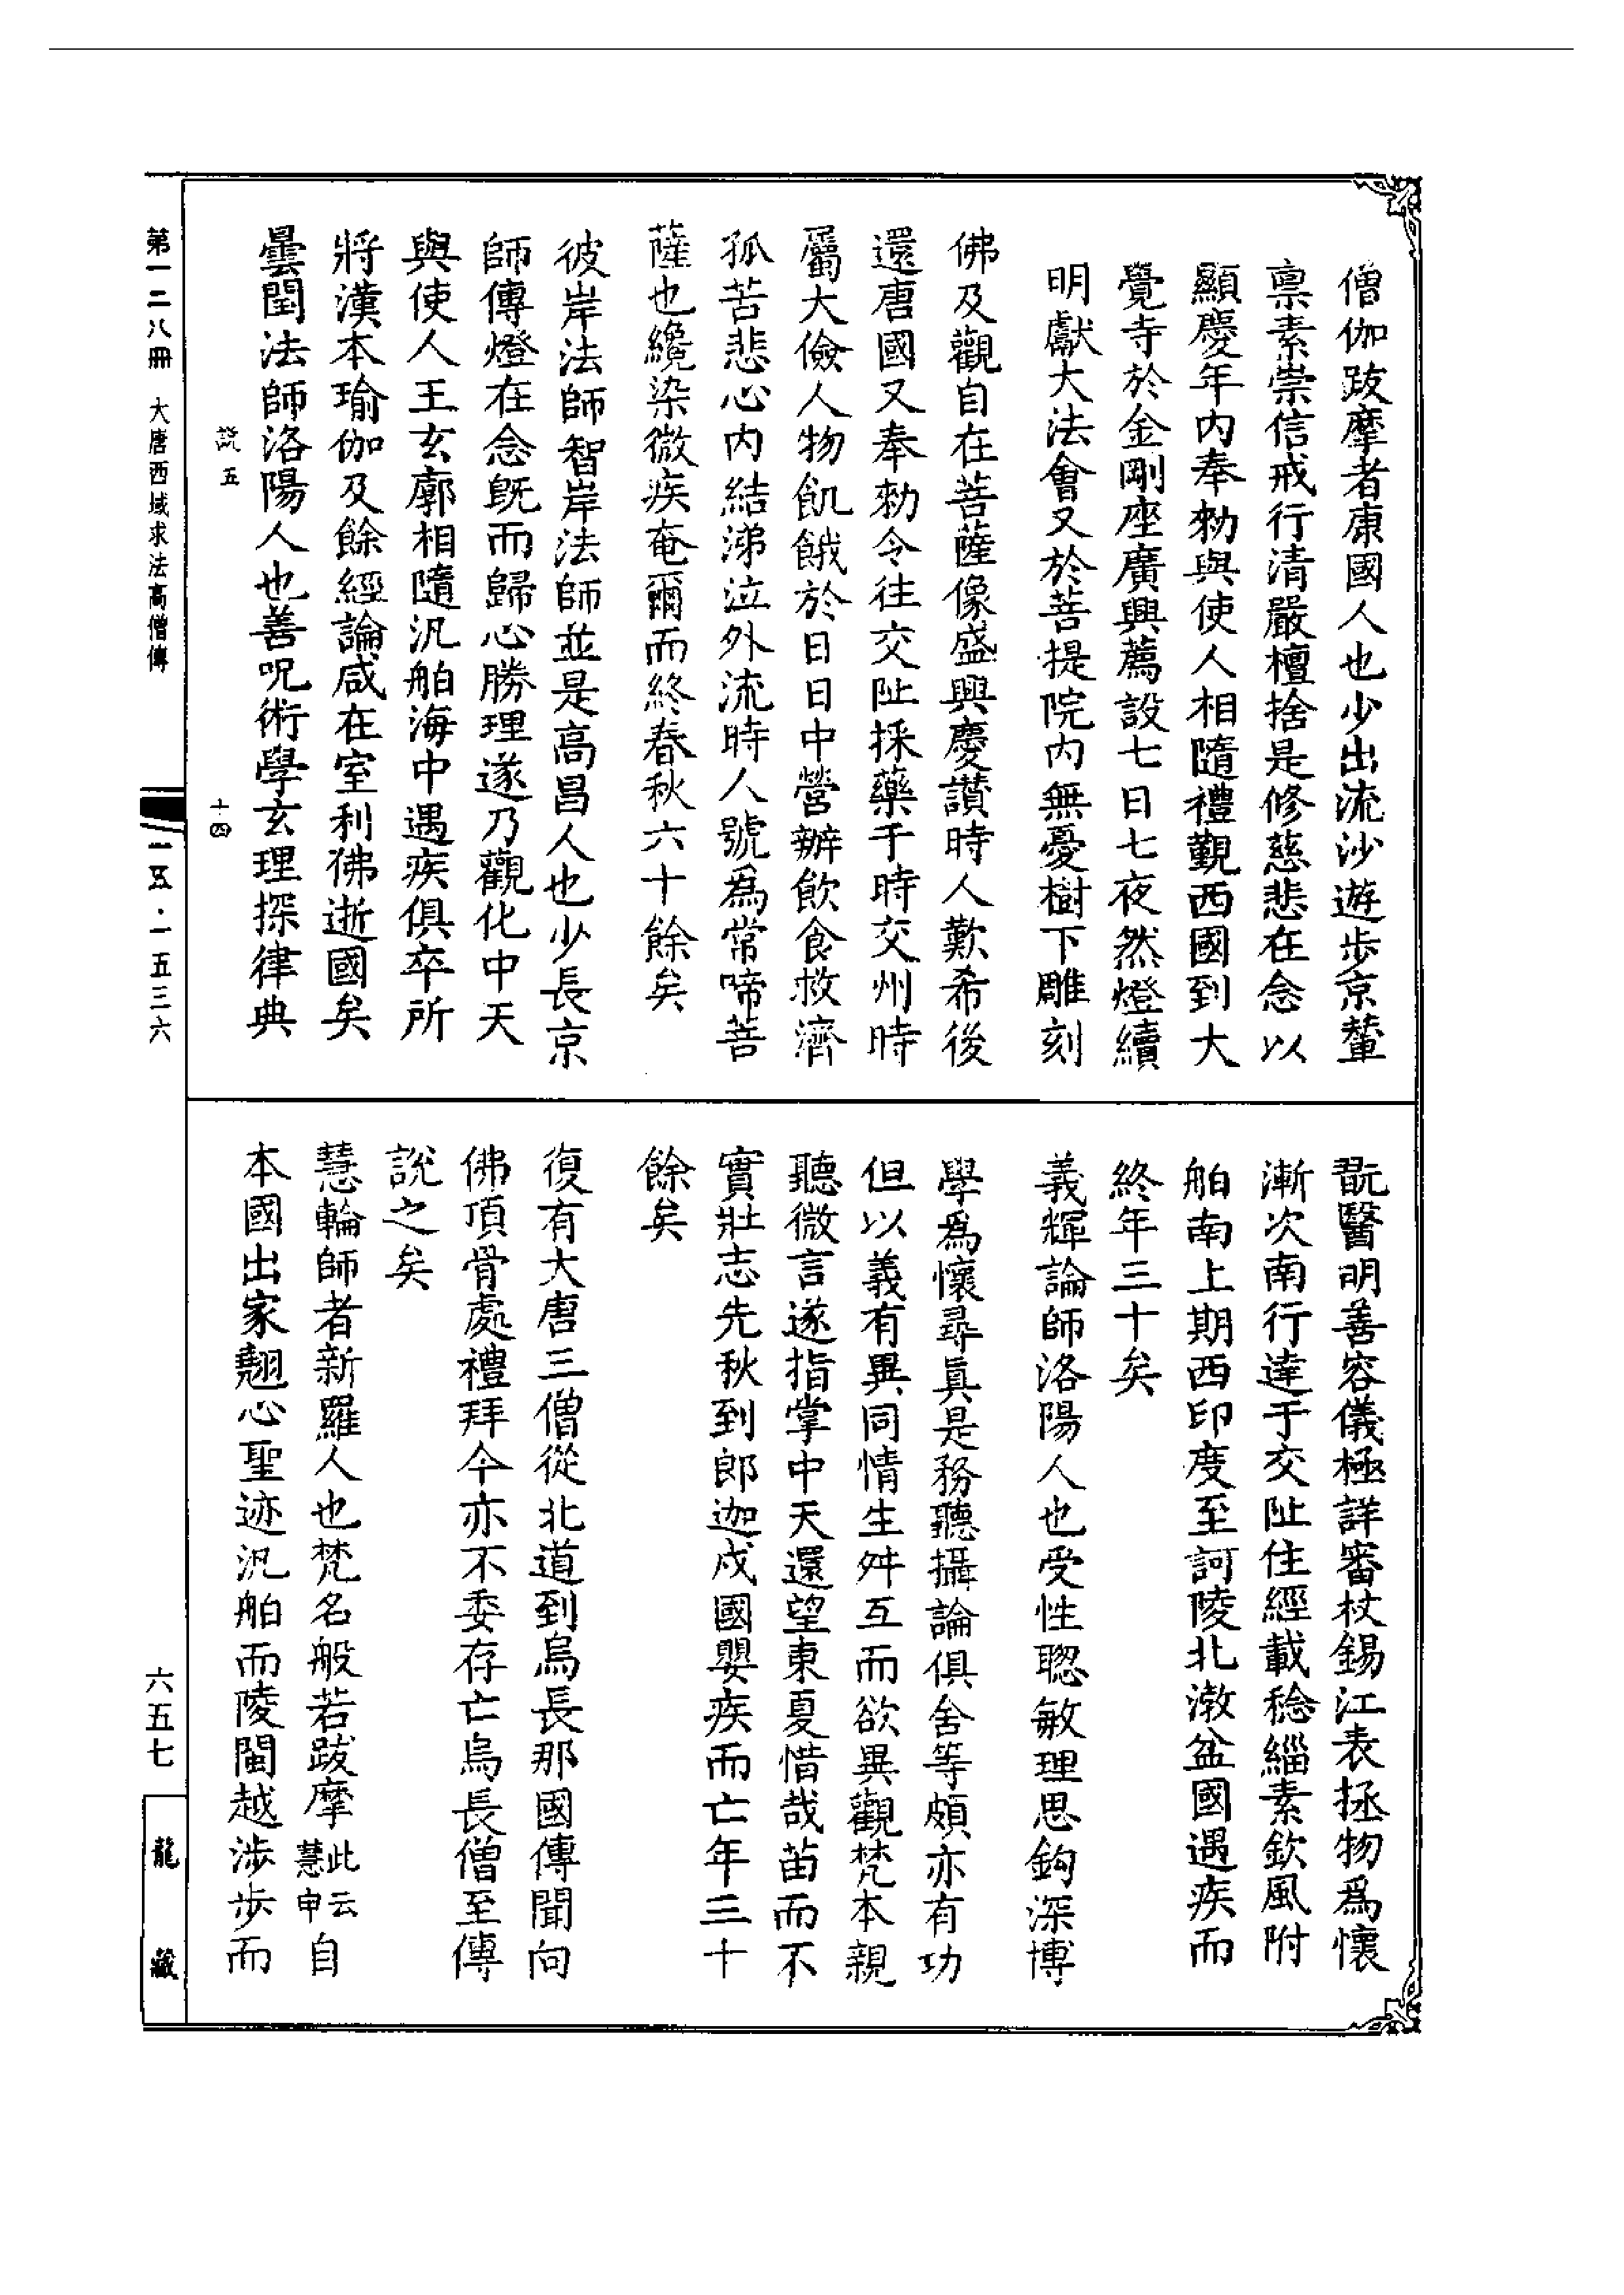 僧伽跋摩者康國人也少出流沙遊步京輦
禀素崇信戒行清嚴檀捨是修慈悲在念以
顯慶年內奉勑與使人相隨禮覲西國到大
覺寺於金剛座廣興薦設七日七夜然燈續
明獻大法會又於菩提院內無憂樹下雕刻
佛及觀自在菩薩像盛興慶讃時人歎希後
還唐國又奉勑令往交阯採藥于時交州時
屬大儉人物飢餓於日日中營辦飲食救濟
孤苦悲心內結涕泣外流時人號爲常啼菩
薩也纔染微疾奄爾而終春秋六十餘矣
彼岸法師智岸法師並是高昌人也少長京
師傳燈在念旣而歸心勝理遂乃觀化中天
與使人王玄廓相隨汎舶海中遇疾俱卒所
將漢本瑜伽及餘經論咸在室利佛逝國矣
曇閏法師洛陽人也善呪術學玄理探律典
翫醫明善容儀極詳審杖錫江表拯物爲懷
漸次南行達于交阯住經載稔緇素欽風附
舶南上期西印度至訶陵北渤盆國遇疾而
終年三十矣
義輝論師洛陽人也受性聰敏理思鉤深博
學爲懷尋眞是務聽攝論俱舍等頗亦有功
但以義有異同情生舛互而欲異觀梵本親
聽微言遂指掌中天還望東夏惜哉苗而不
實壯志先秋到郎迦戍國嬰疾而亡年三十
餘矣
復有大唐三僧從北道到烏長那國傳聞向
佛頂骨處禮拜今亦不委存亡烏長僧至傳
說之矣
慧輪師者新羅人也梵名般若跋摩此云慧申自
本國出家翹心聖迹汎舶而陵閩越涉步而
說五
十四
第一二八冊 大唐西域求法高僧傳
一五·一五三六
六五七
龍藏